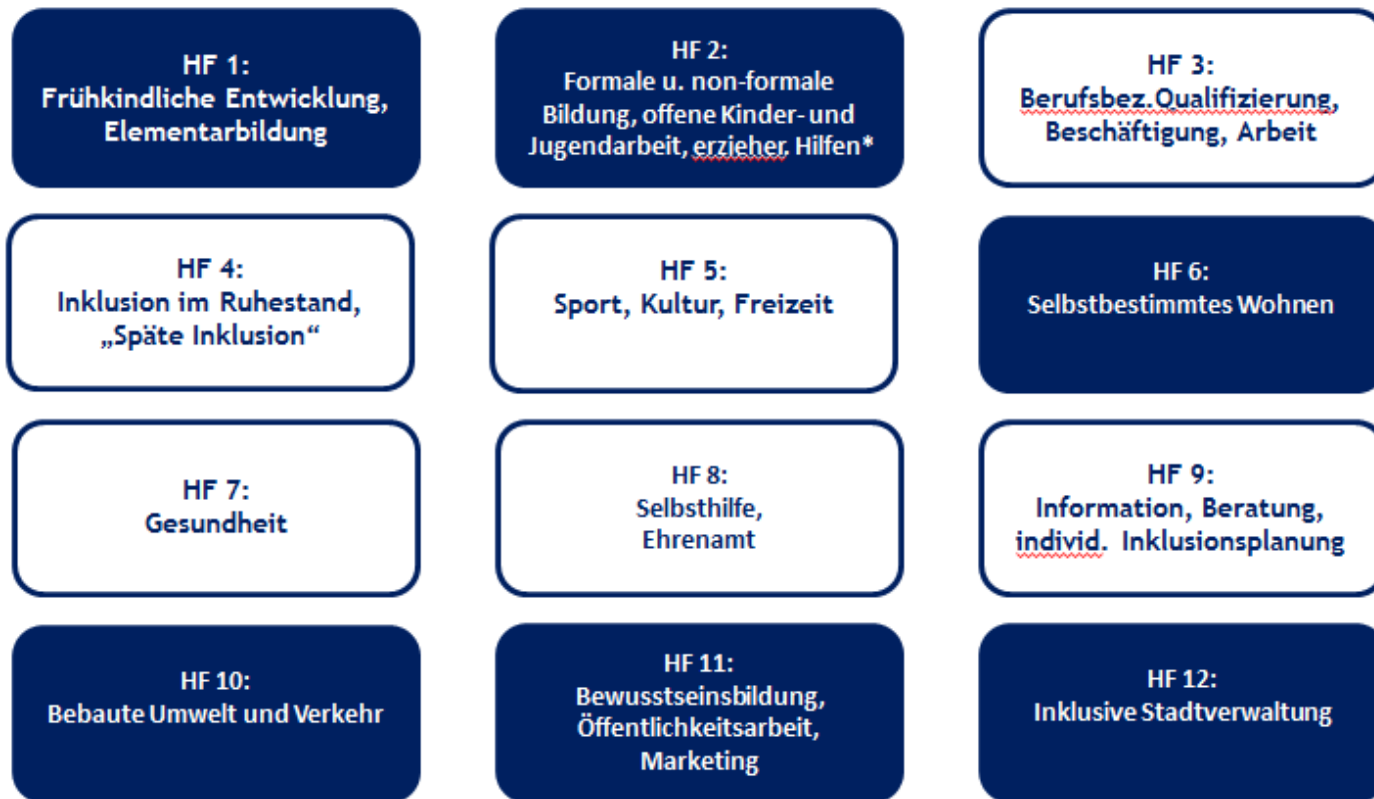 HF 1:
Frühkindliche Entwicklung,
Elementarbildung
HF 2:
Formale u. non-formale
Bildung, offene Kinder- und
Jugendarbeit, erzieher. Hilfen*
HF 3:
Berufsbez.Qualifizierung,
Beschäftigung, Arbeit
HF 4:
Inklusion im Ruhestand,
„Späte Inklusion“
HF 5:
Sport, Kultur, Freizeit
HF 6:
Selbstbestimmtes Wohnen
HF 7:
Gesundheit
HF 8:
Selbsthilfe,
Ehrenamt
HF 9:
Information, Beratung,
individ. Inklusionsplanung
HF 10:
Bebaute Umwelt und Verkehr
HF 11:
Bewusstseinsbildung,
Öffentlichkeitsarbeit,
Marketing
HF 12:
Inklusive Stadtverwaltung